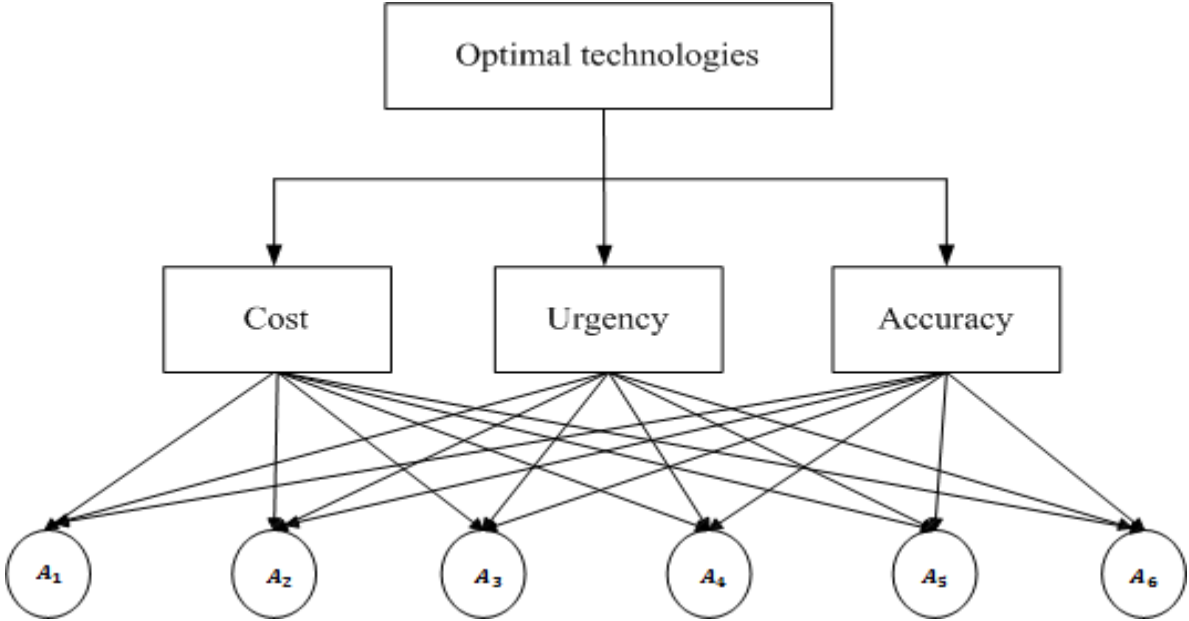 Optimal technologies
Cost
Urgency
Accuracy
A₁
A₂
A₃
A₄
A₅
A₆